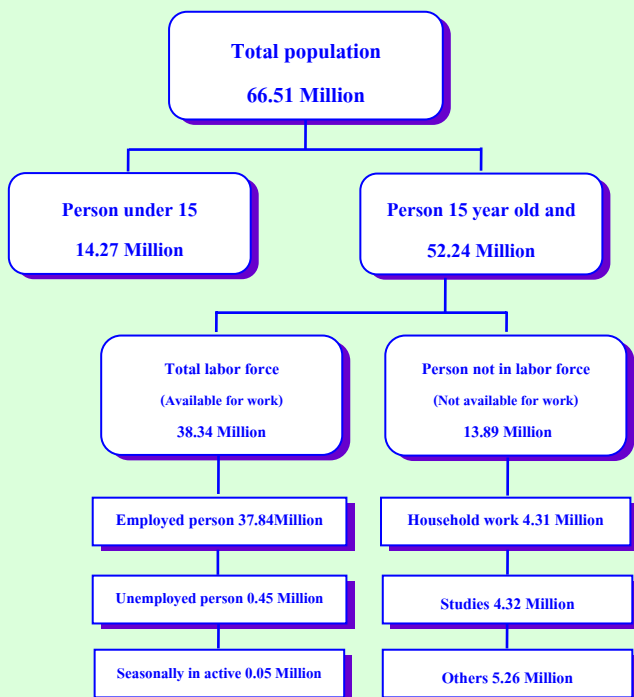 Total population
66.51 Million
Person under 15
14.27 Million
Person 15 year old and
52.24 Million
Total labor force
(Available for work)
38.34 Million
Person not in labor force
(Not available for work)
13.89 Million
Employed person 37.84Million
Household work 4.31 Million
Unemployed person 0.45 Million
Studies 4.32 Million
Seasonally in active 0.05 Million
Others 5.26 Million